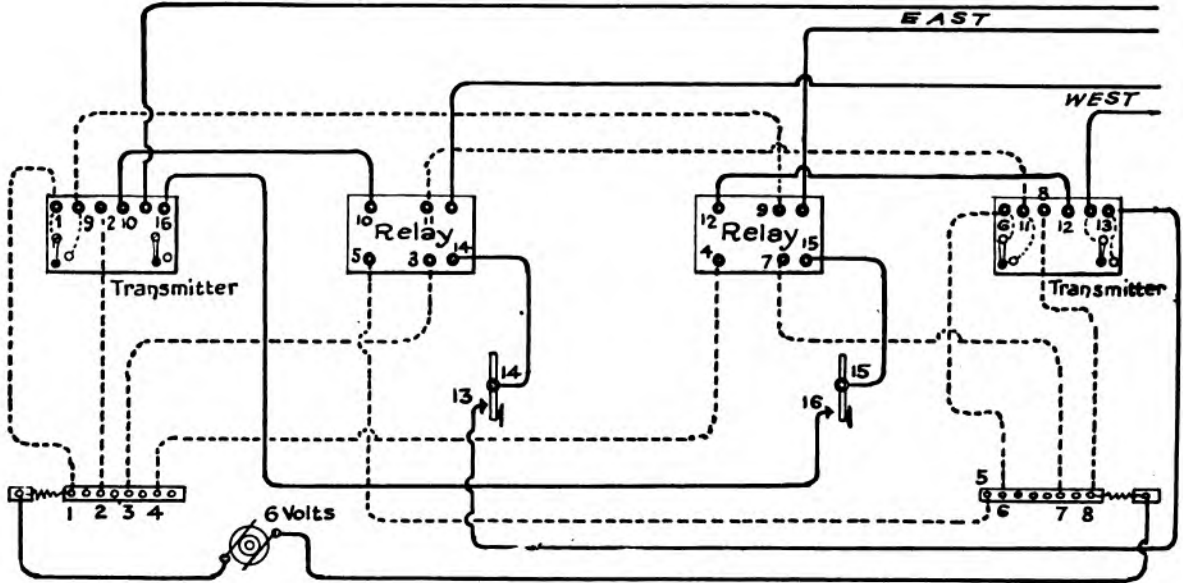 EAST
WEST
1 9 2 10 16
Transmitter
10 11
Relay
5 3 14
12 9
Relay
4 7 15
8
6 11 12 13
Transmitter
14
13
15
16
1 2 3 4
6 Volts
5
6 7 8